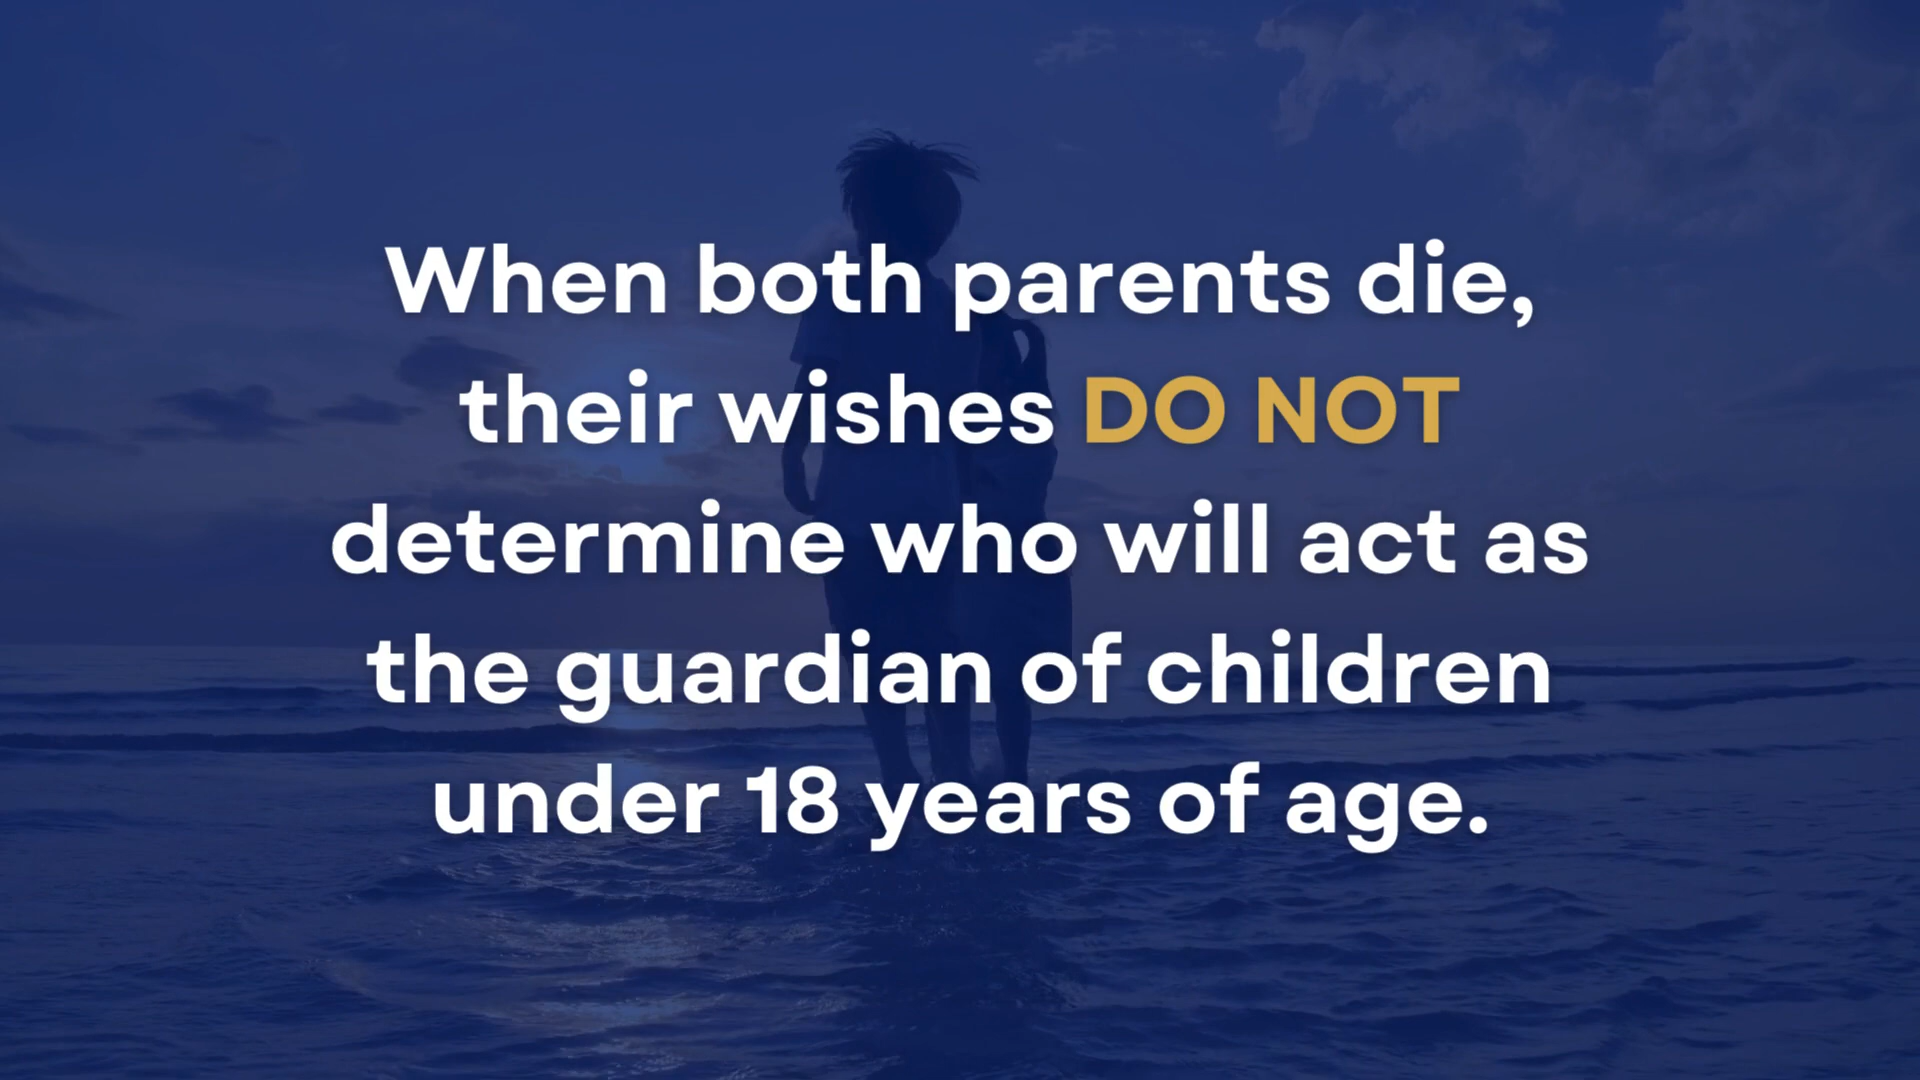 When both parents die,
their wishes DO NOT
determine who will act as
the guardian of children
under 18 years of age.